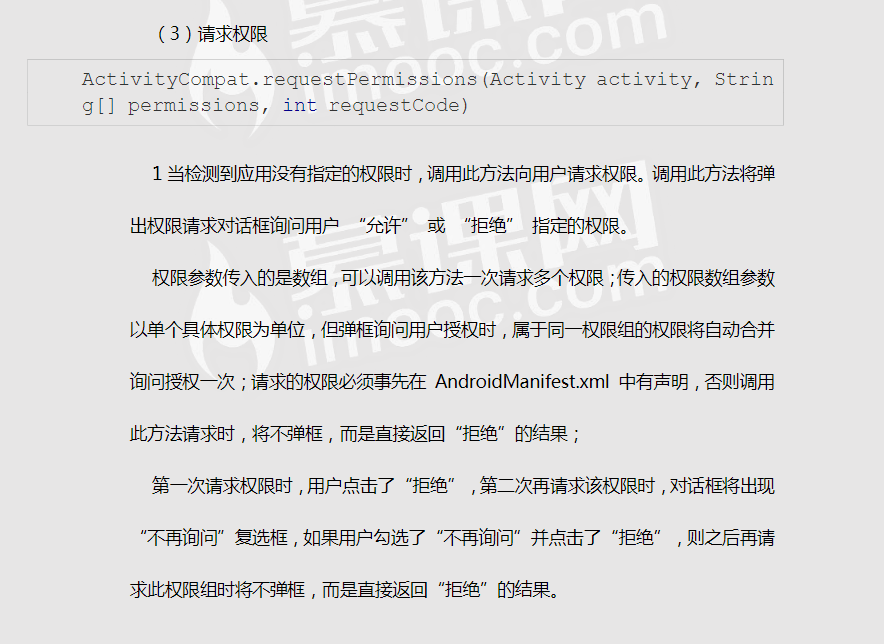 （3）请求权限
ActivityCompat.requestPermissions(Activity activity, Strin
g[] permissions, int requestCode)
1 当检测到应用没有指定的权限时，调用此方法向用户请求权限。调用此方法将弹
出权限请求对话框询问用户 “允许” 或 “拒绝” 指定的权限。
权限参数传入的是数组，可以调用该方法一次请求多个权限；传入的权限数组参数
以单个具体权限为单位，但弹框询问用户授权时，属于同一权限组的权限将自动合并
询问授权一次；请求的权限必须事先在 AndroidManifest.xml 中有声明，否则调用
此方法请求时，将不弹框，而是直接返回“拒绝”的结果；
第一次请求权限时，用户点击了“拒绝”，第二次再请求该权限时，对话框将出现
“不再询问”复选框，如果用户勾选了“不再询问”并点击了“拒绝”，则之后再请
求此权限组时将不弹框，而是直接返回“拒绝”的结果。
慕课网
imooc.com
慕课网
imooc.com